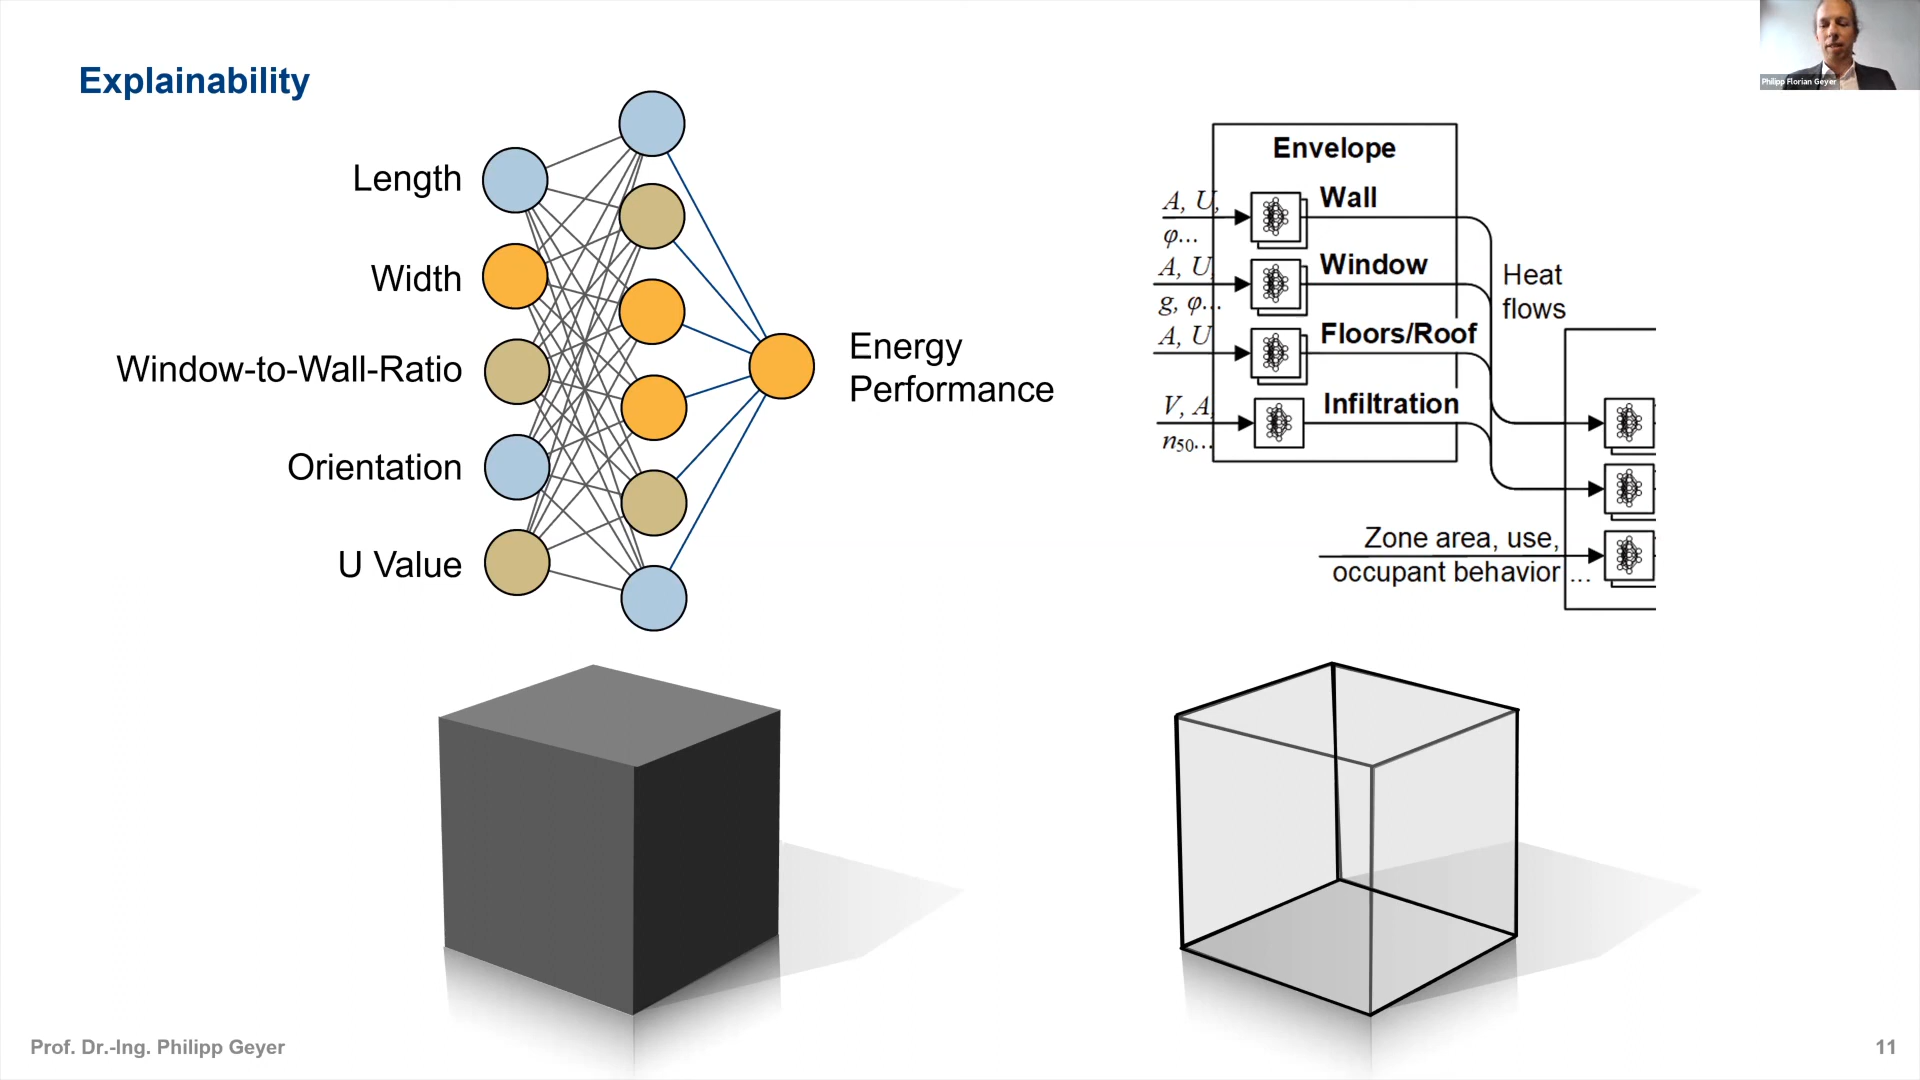 Explainability
Length
Width
Window-to-Wall-Ratio
Orientation
U Value
Energy
Performance
Envelope
A, U,
φ...
Wall
A, U
g, φ...
Window
A, U
Floors/Roof
V, A,
n50...
Infiltration
Heat
flows
Zone area, use,
occupant behavior ...
Philipp Florian Geyer
Prof. Dr.-Ing. Philipp Geyer
11